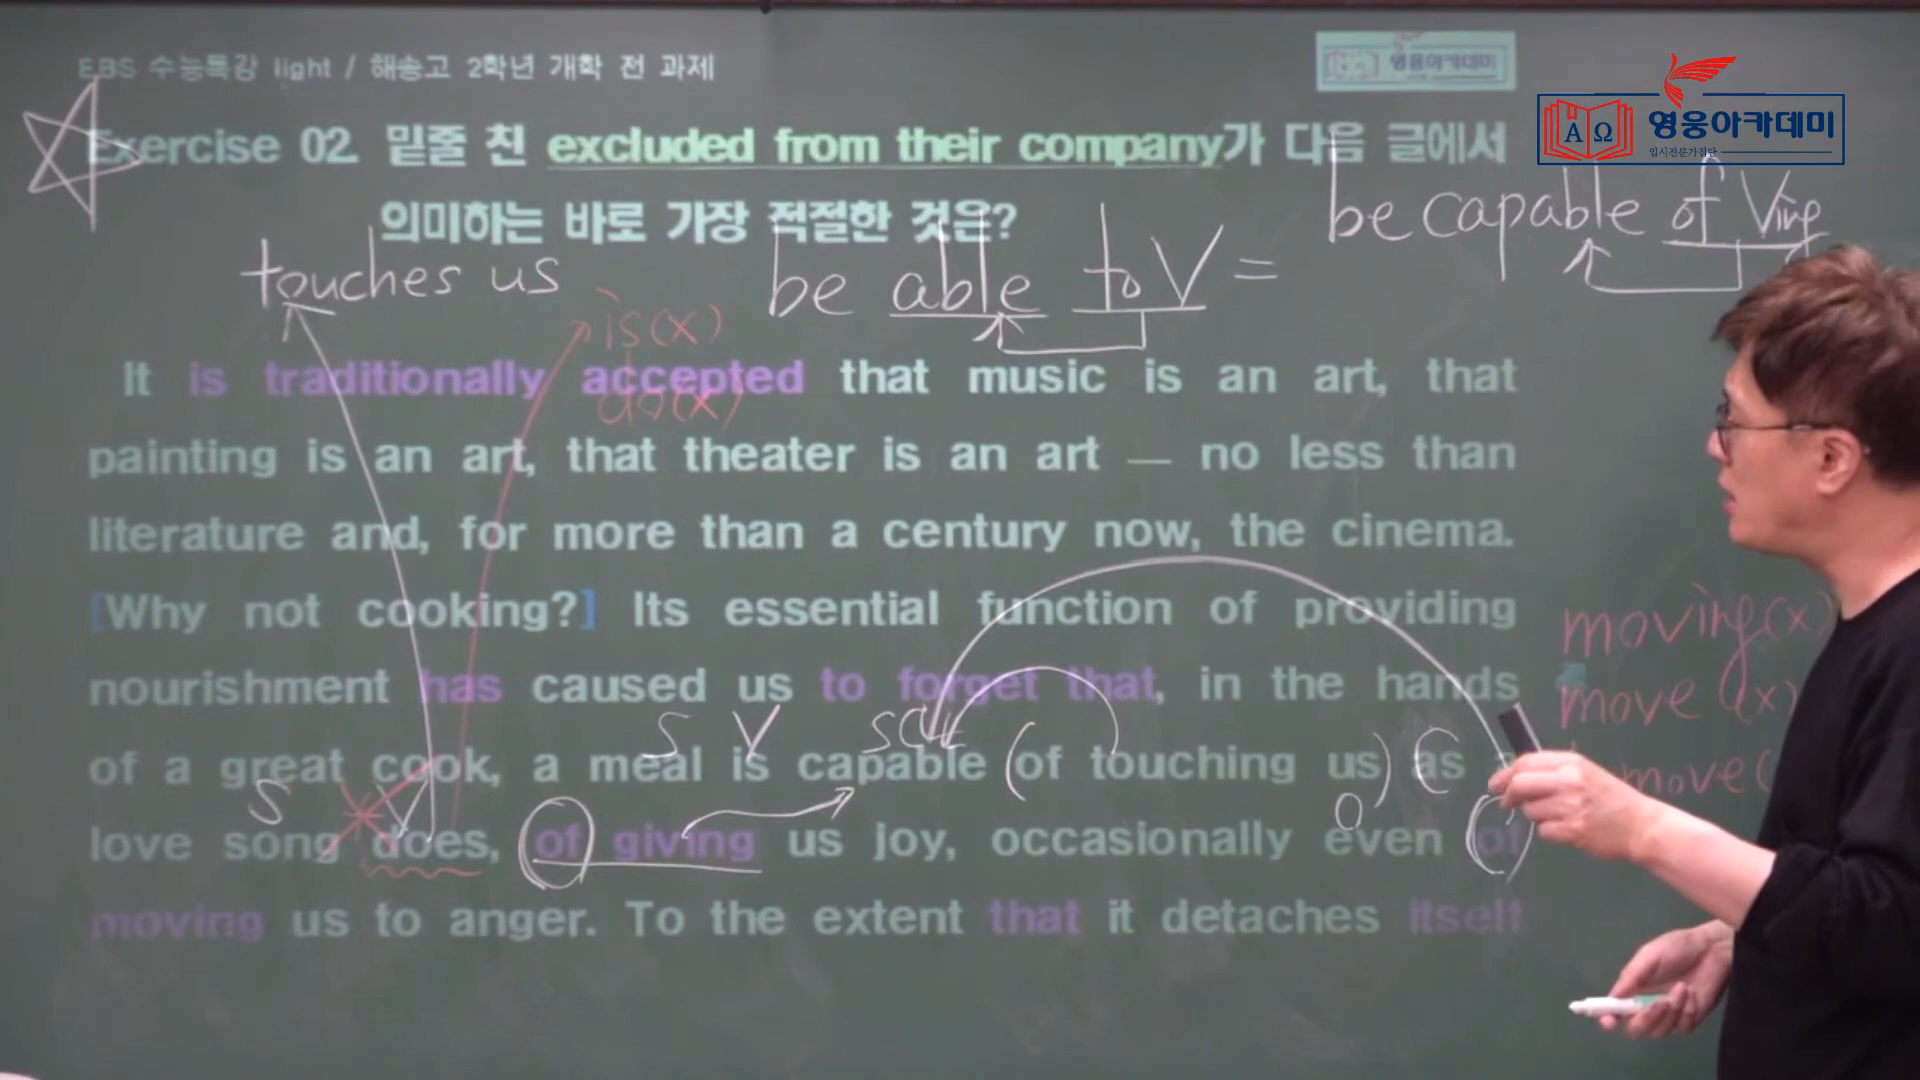 EBS 수능특강 light / 해송고 2학년 개학 전 과제
영웅아카데미
영웅아카데미
A Ω
입시전문가집단
Exercise 02. 밑줄 친 excluded from their company가 다음 글에서
의미하는 바로 가장 적절한 것은?
be capable of Ving
touches us
be able to V =
is(x)
do(x)
It is traditionally accepted that music is an art, that
painting is an art, that theater is an art — no less than
literature and, for more than a century now, the cinema.
[Why not cooking?] Its essential function of providing
moving(x)
nourishment has caused us to forget that, in the hands
move (x)
S V SC
of a great cook, a meal is capable (of touching us) (as
move(
S O
love song does, of giving us joy, occasionally even of
moving us to anger. To the extent that it detaches itself